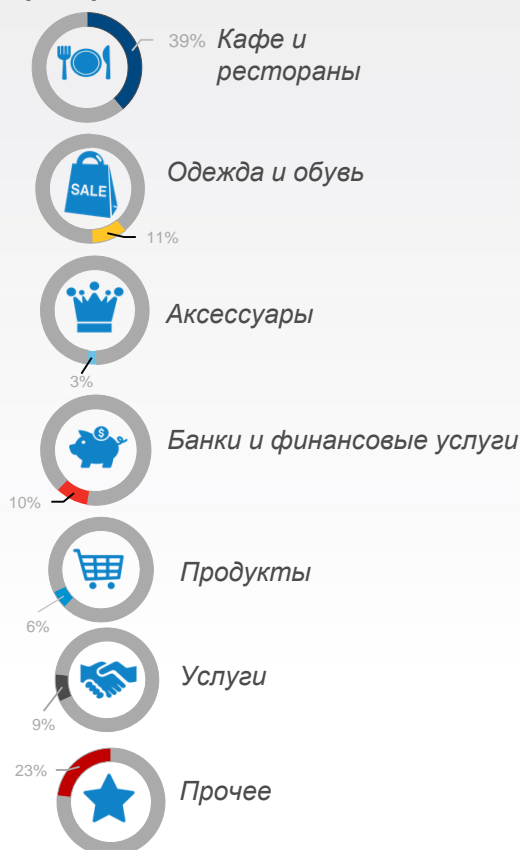 39%
Кафе и
рестораны
SALE
Одежда и обувь
11%
Аксессуары
3%
$
Банки и финансовые услуги
10%
Продукты
6%
Услуги
9%
23%
Прочее